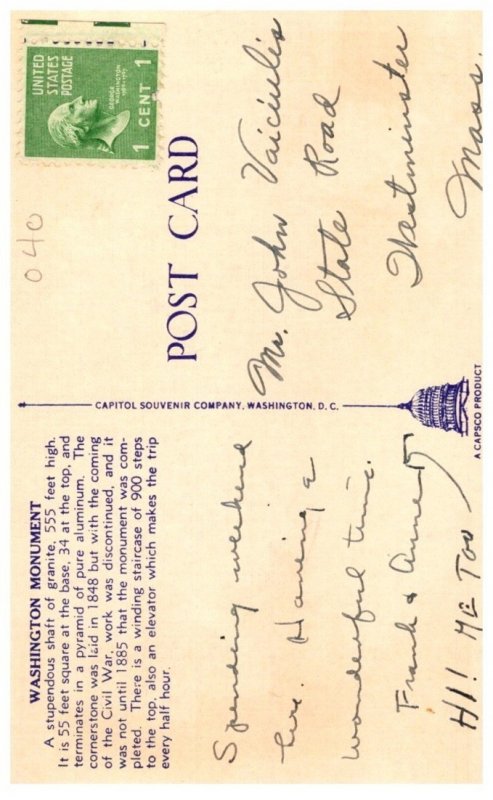 WASHINGTON MONUMENT
A stupendous shaft of granite, 555 feet high.
It is 55 feet square at the base, 34 at the top, and
terminates in a pyramid of pure aluminum. The
cornerstone was laid in 1848 but with the coming
of the Civil War, work was discontinued, and it
was not until 1885 that the monument was com-
pleted. There is a winding staircase of 900 steps
to the top, also an elevator which makes the trip
every half hour.
Spending weekend
here. Having a
wonderful time.
Frank &
HI! ME TOO
CAPITOL SOUVENIR COMPANY, WASHINGTON, D. C.
A CAPSCO PRODUCT
POST CARD
040
UNITED
STATES
POSTAGE
GEORGE
WASHINGTON
1 CENT 1
Mr. John Vaiciulis
State Road
Westminster
Mass.